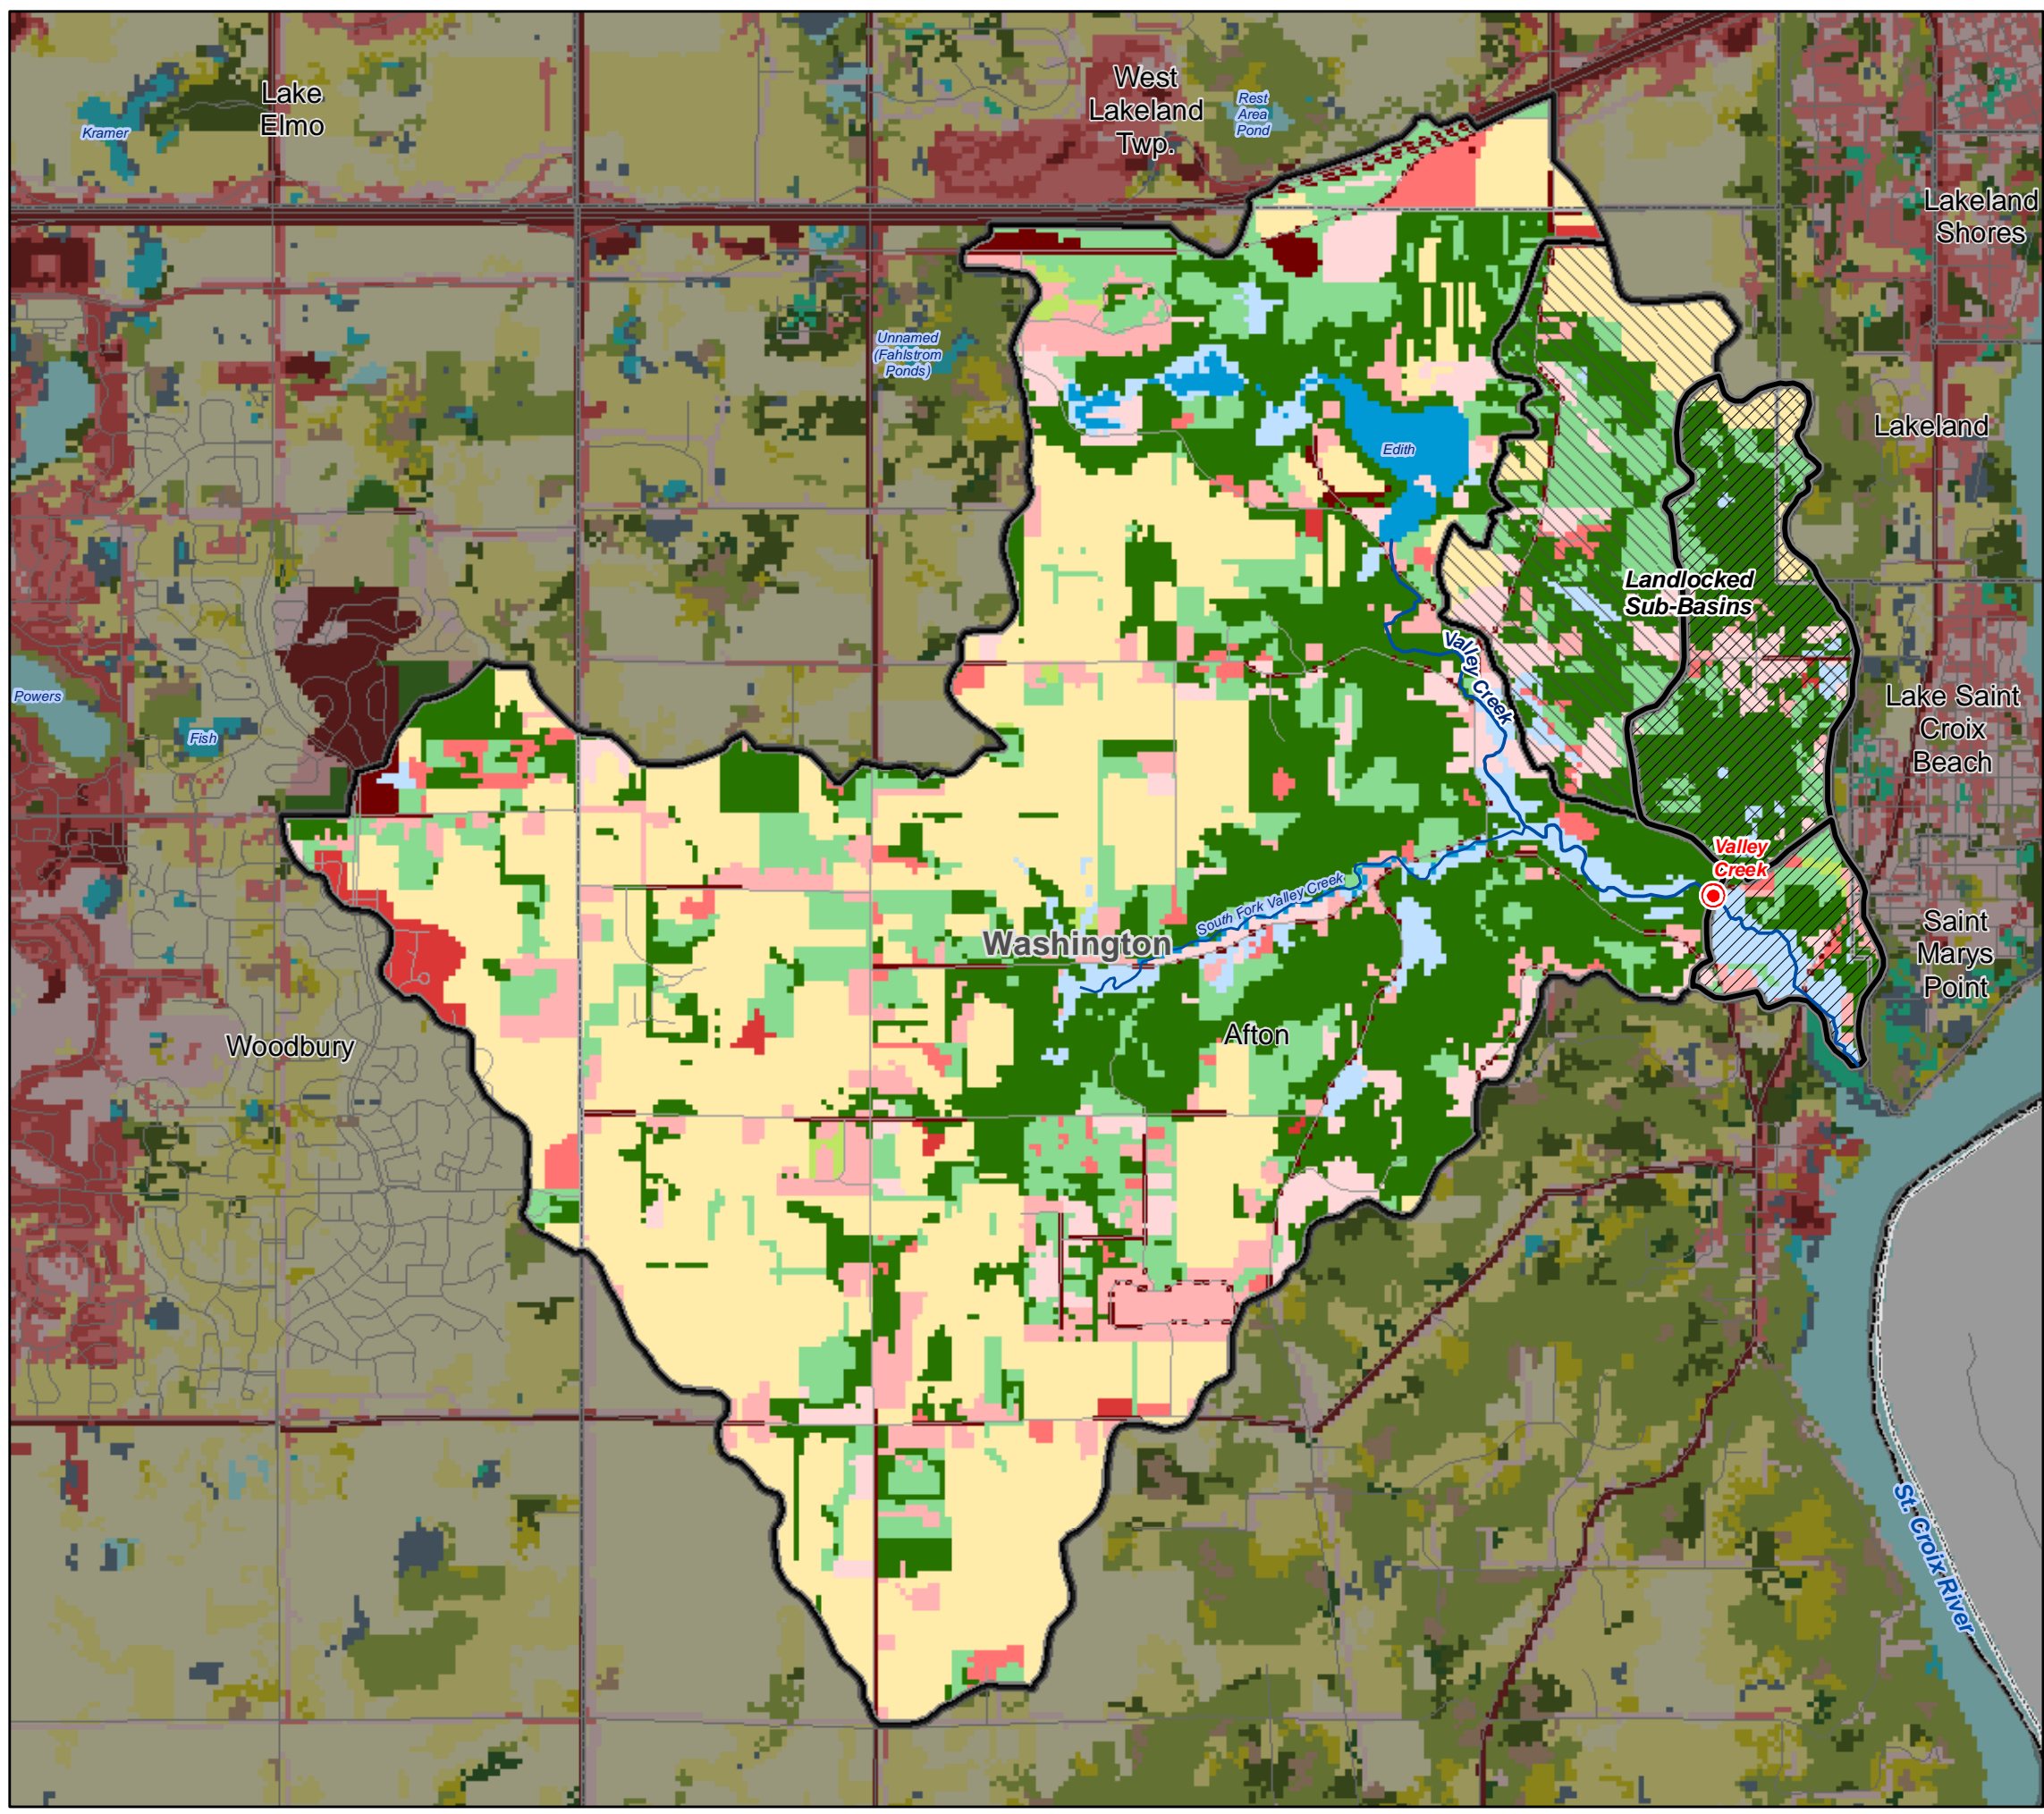 Lake
Elmo
Kramer
West
Lakeland
Twp.
Rest
Area
Pond
Lakeland
Shores
Unnamed
(Fahlstrom
Ponds)
Edith
Lakeland
Landlocked
Sub-Basins
Valley Creek
Powers
Fish
Lake Saint
Croix
Beach
Valley
Creek
South Fork Valley Creek
Washington
Saint
Marys
Point
Afton
Woodbury
St. Croix River